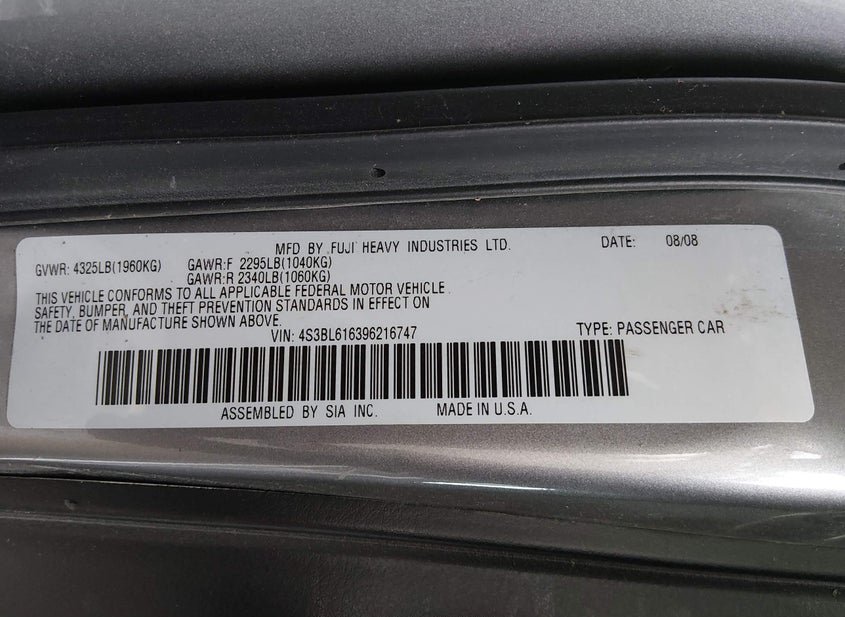 MFD BY FUJI HEAVY INDUSTRIES LTD. DATE: 08/08
GVWR: 4325LB(1960KG) GAWR:F 2295LB(1040KG)
GAWR:R 2340LB(1060KG)
THIS VEHICLE CONFORMS TO ALL APPLICABLE FEDERAL MOTOR VEHICLE
SAFETY, BUMPER, AND THEFT PREVENTION STANDARDS IN EFFECT ON
THE DATE OF MANUFACTURE SHOWN ABOVE.
VIN: 4S3BL616396216747 TYPE: PASSENGER CAR
ASSEMBLED BY SIA INC. MADE IN U.S.A.